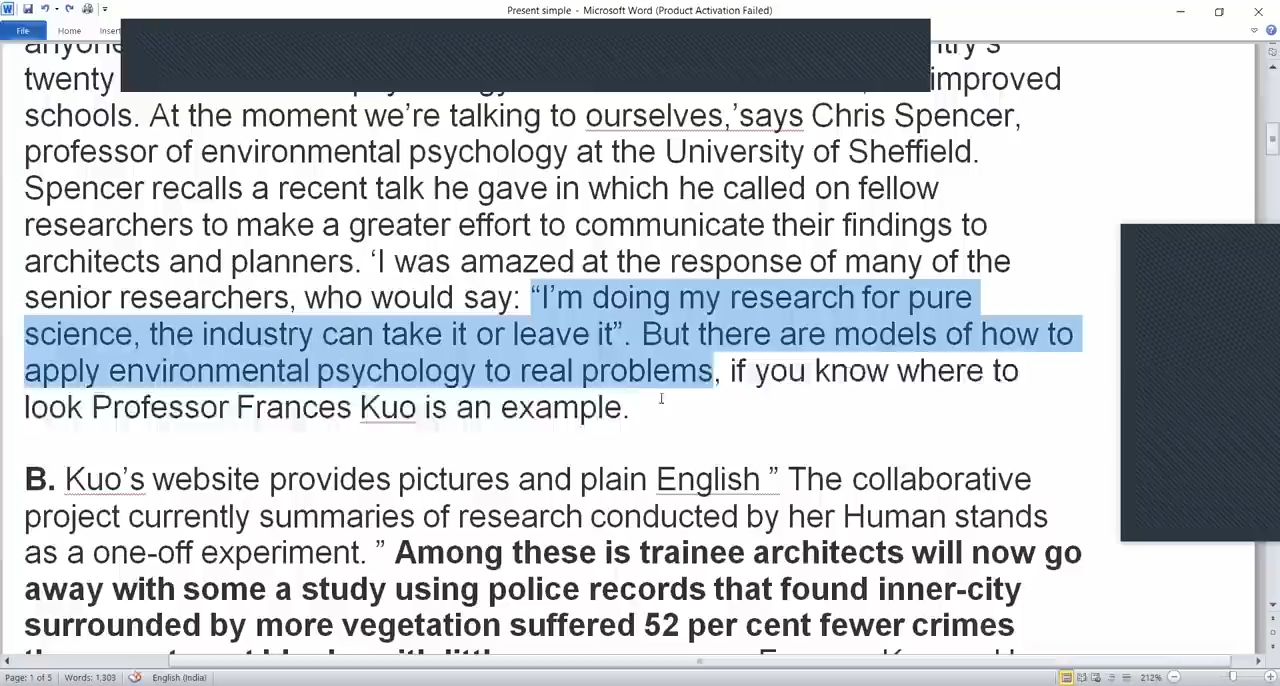 Present simple - Microsoft Word (Product Activation Failed)
File Home Insert
twenty improved
schools. At the moment we're talking to ourselves,'says Chris Spencer,
professor of environmental psychology at the University of Sheffield.
Spencer recalls a recent talk he gave in which he called on fellow
researchers to make a greater effort to communicate their findings to
architects and planners. ‘I was amazed at the response of many of the
senior researchers, who would say: “I’m doing my research for pure
science, the industry can take it or leave it”. But there are models of how to
apply environmental psychology to real problems, if you know where to
look Professor Frances Kuo is an example.
B. Kuo’s website provides pictures and plain English ” The collaborative
project currently summaries of research conducted by her Human stands
as a one-off experiment. ” Among these is trainee architects will now go
away with some a study using police records that found inner-city
surrounded by more vegetation suffered 52 per cent fewer crimes
Page: 1 of 5 Words: 1,303 English (India) 212%